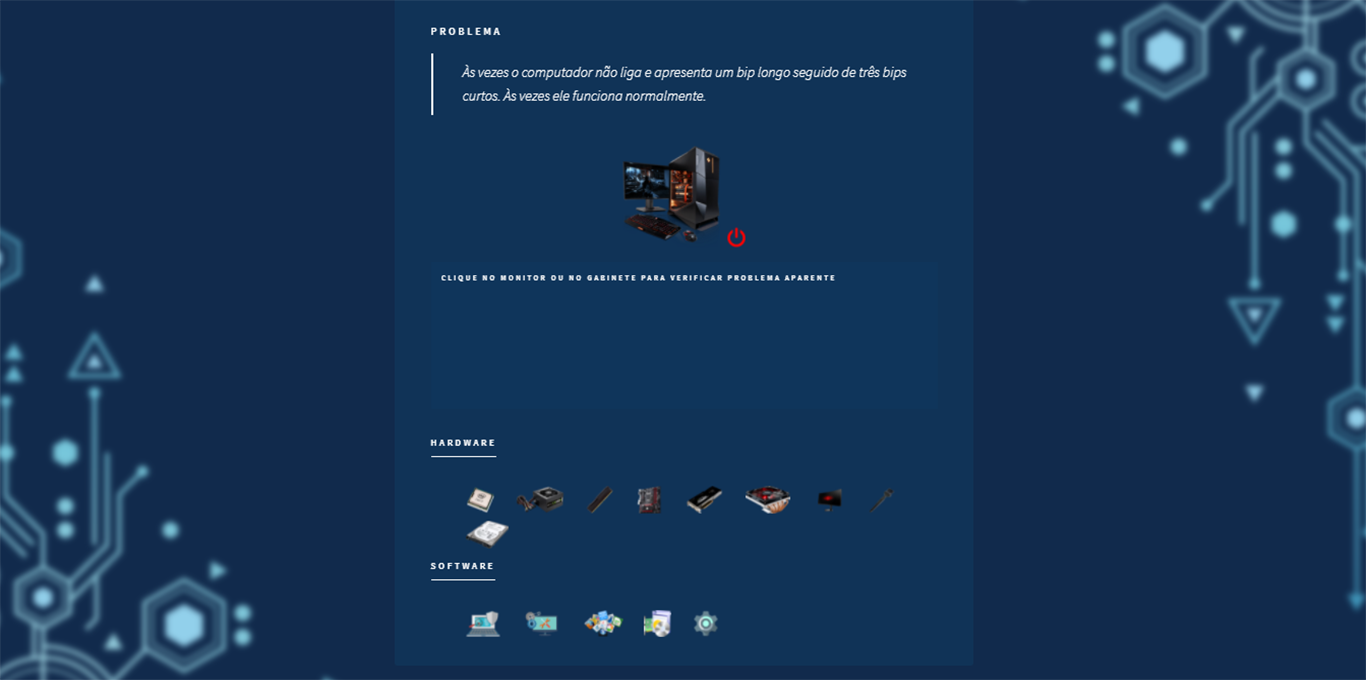 PROBLEMA
Às vezes o computador não liga e apresenta um bip longo seguido de três bips
curtos. Às vezes ele funciona normalmente.
CLIQUE NO MONITOR OU NO GABINETE PARA VERIFICAR PROBLEMA APARENTE
HARDWARE
SOFTWARE